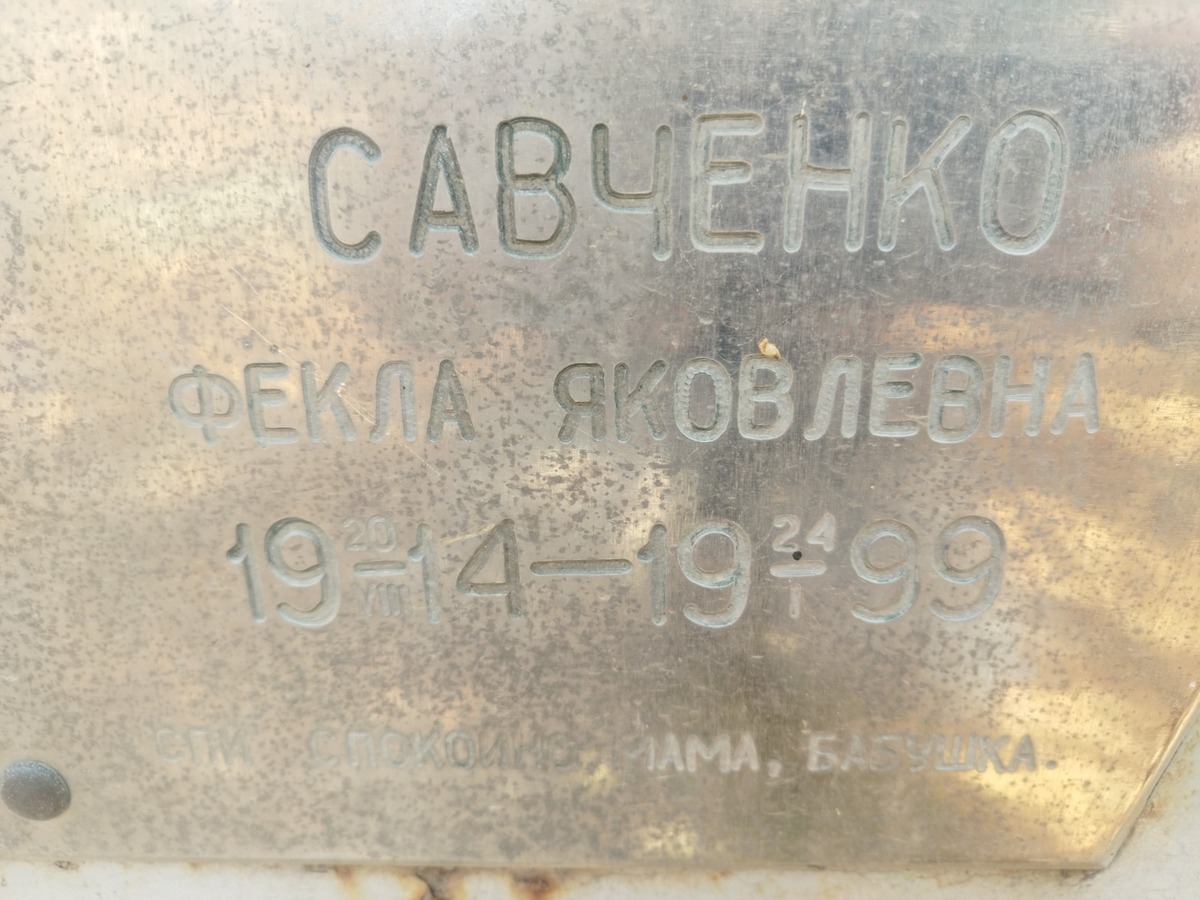 САВЧЕНКО
ФЕКЛА ЯКОВЛЕВНА
19 20/VIII 14 — 19 24/I 99
СПИ СПОКОЙНО МАМА, БАБУШКА.